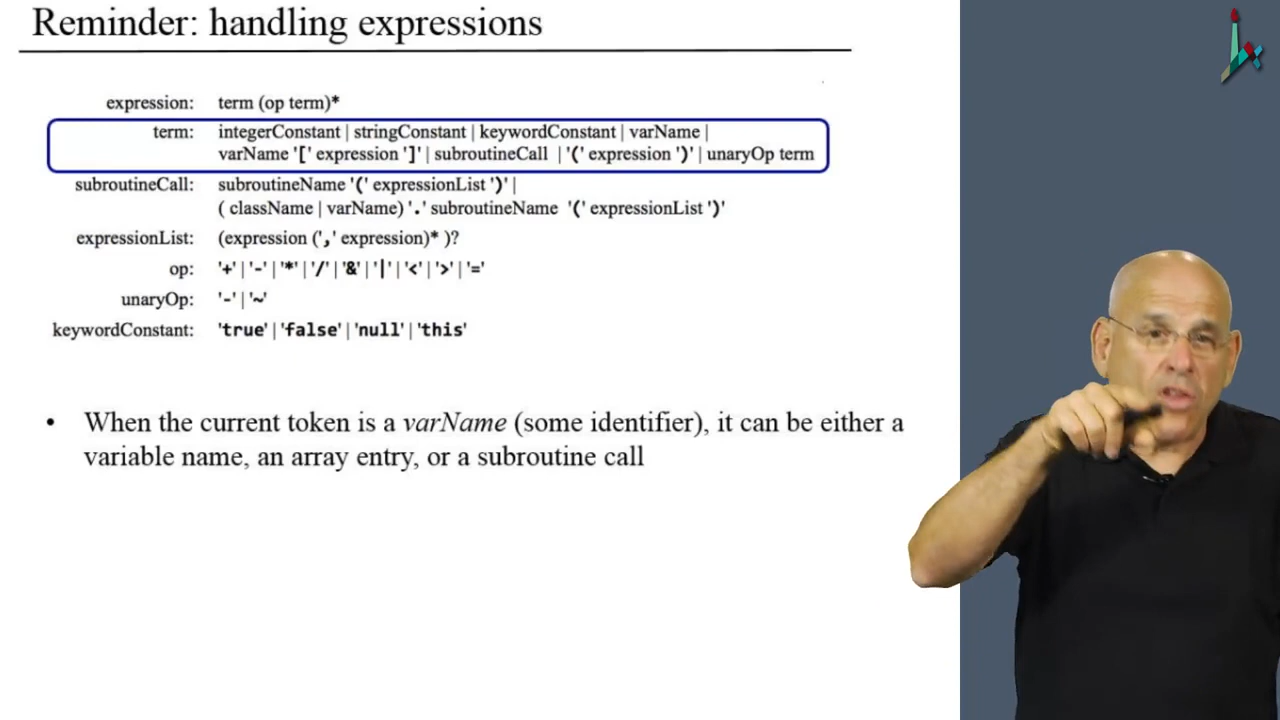 Reminder: handling expressions
expression: term (op term)*
term: integerConstant | stringConstant | keywordConstant | varName |
varName '[' expression ']' | subroutineCall | '(' expression ')' | unaryOp term
subroutineCall: subroutineName '(' expressionList ')' |
( className | varName) '.' subroutineName '(' expressionList ')'
expressionList: (expression (',' expression)* )?
op: '+' | '-' | '*' | '/' | '&' | '|' | '<' | '>' | '='
unaryOp: '-' | '~'
keywordConstant: 'true' | 'false' | 'null' | 'this'
• When the current token is a varName (some identifier), it can be either a
variable name, an array entry, or a subroutine call